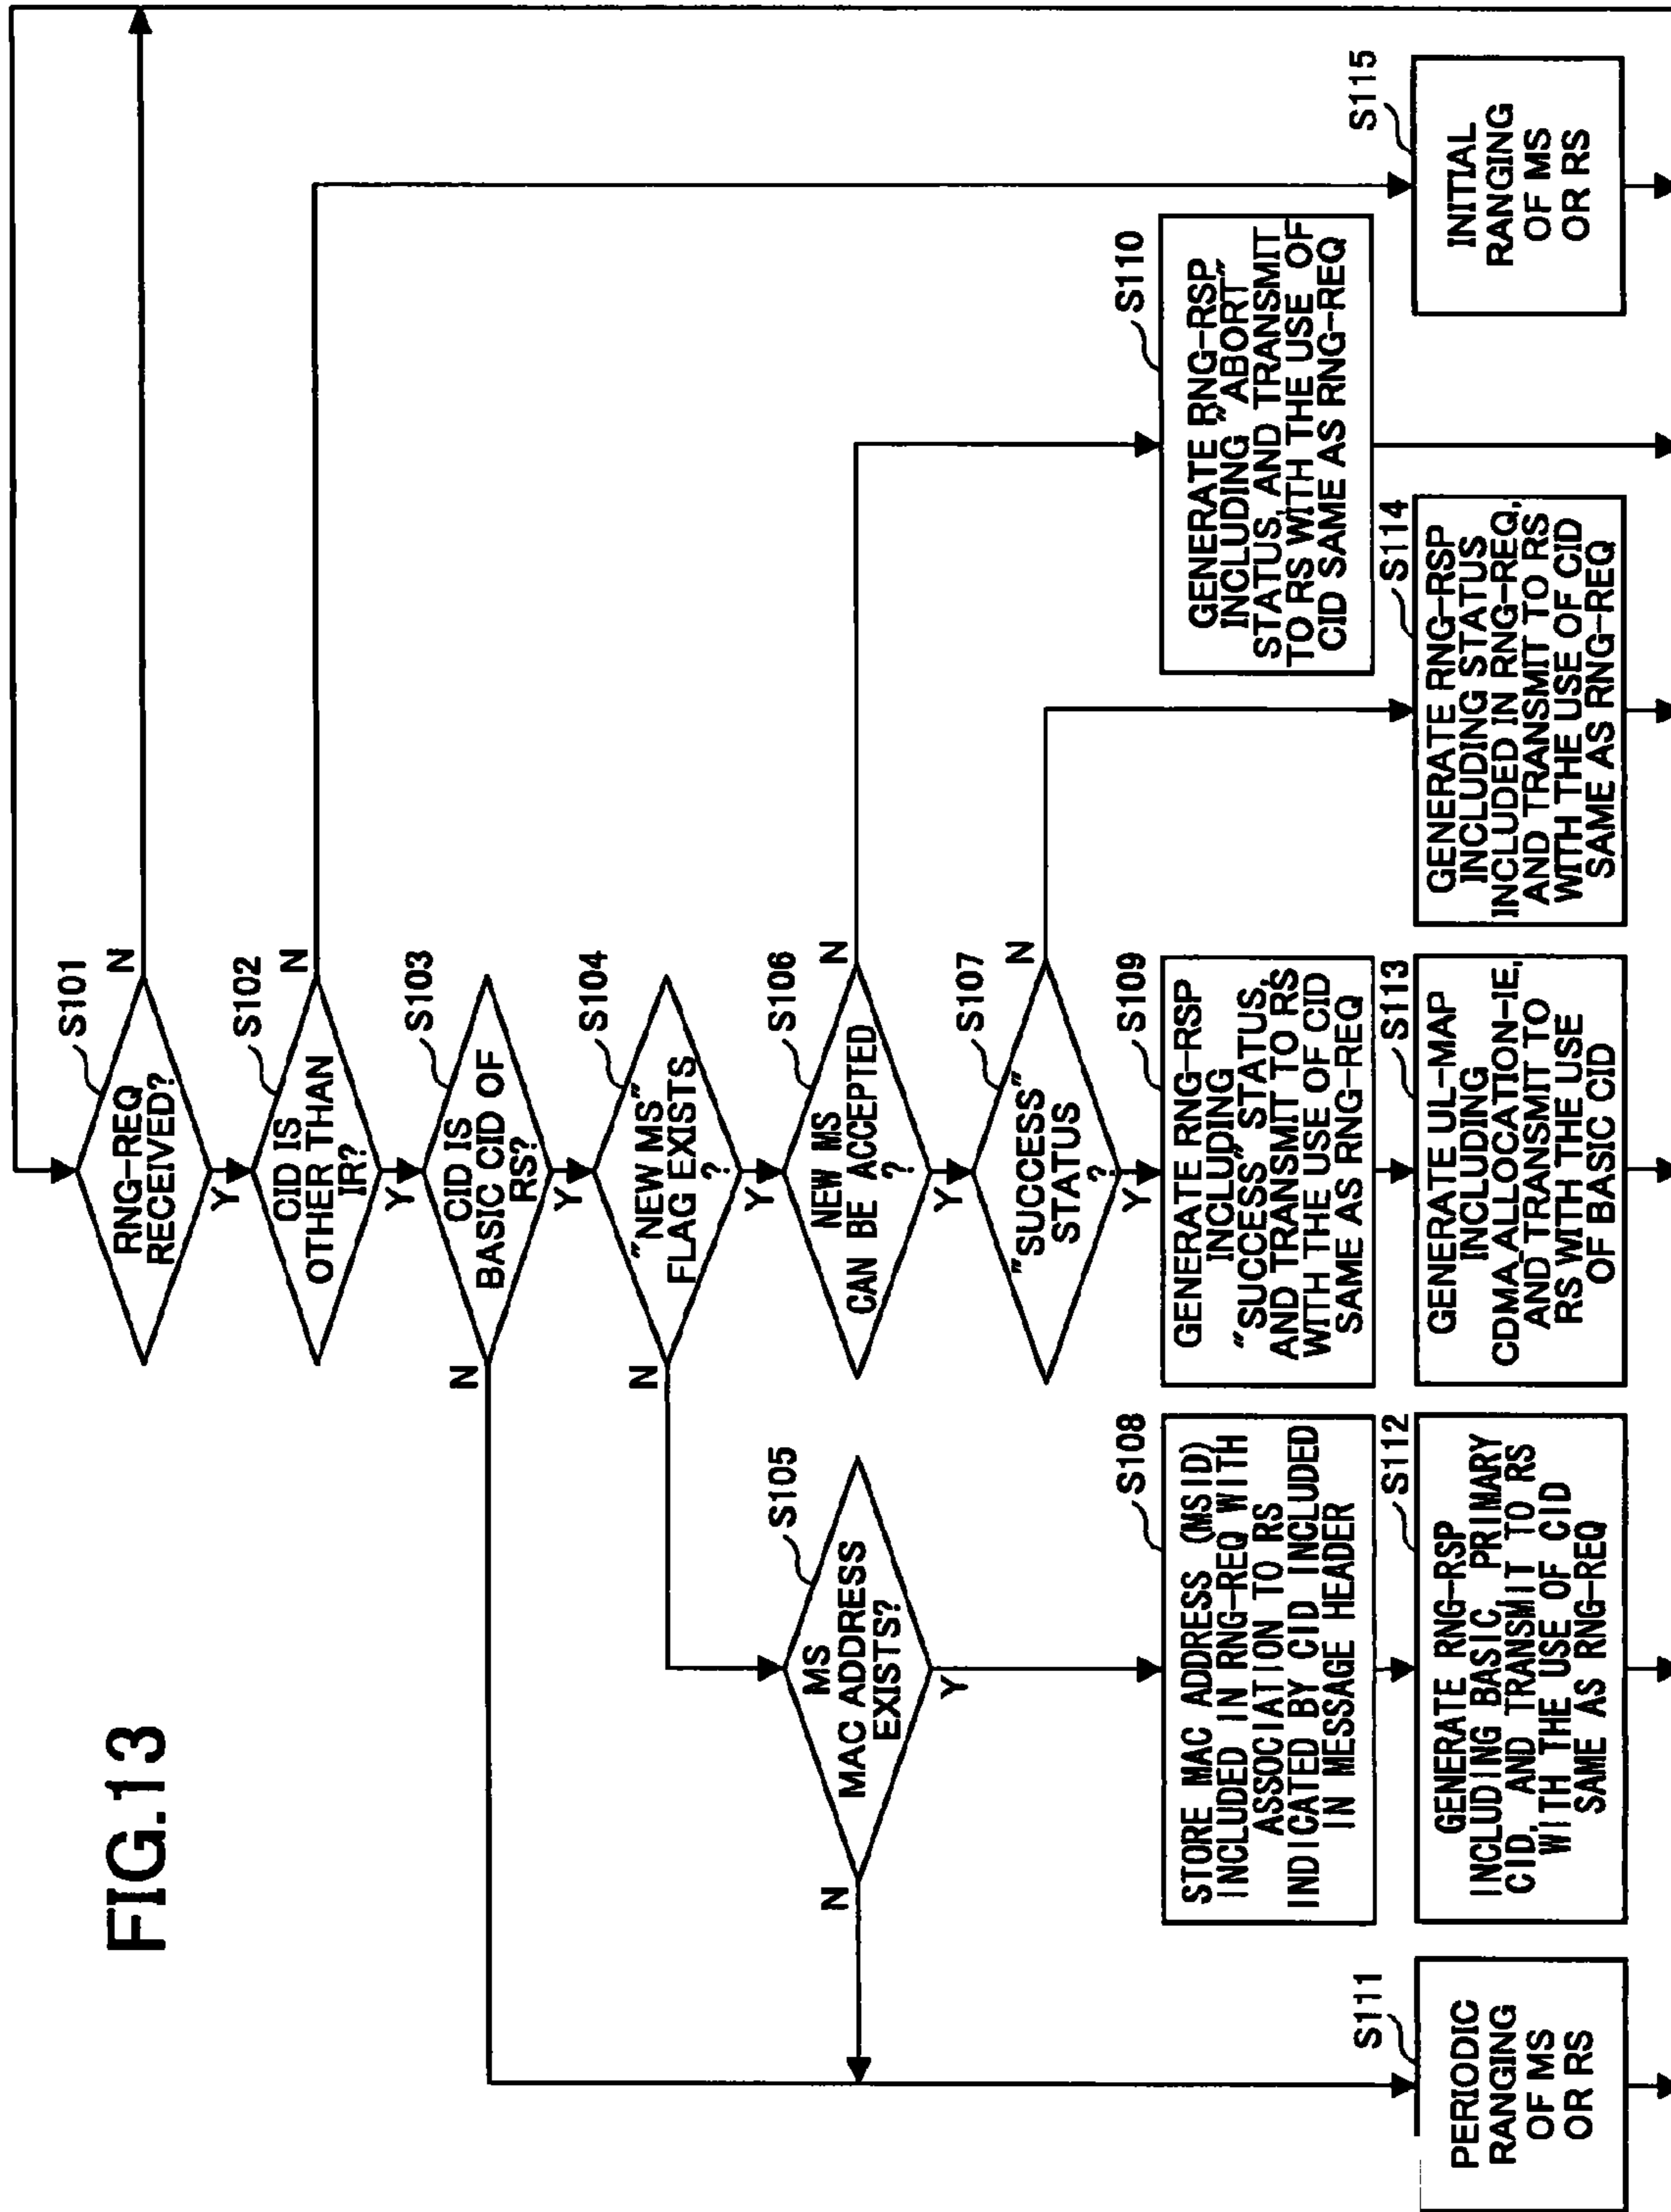 FIG.13
S101
RNG-REQ
RECEIVED?
N
Y
S102
CID IS
OTHER THAN
IR?
N
Y
S103
CID IS
BASIC CID OF
RS?
N
Y
S104
"NEW MS"
FLAG EXISTS
?
N
Y
S105
MS
MAC ADDRESS
EXISTS?
N
Y
S106
NEW MS
CAN BE ACCEPTED
?
N
Y
S107
"SUCCESS"
STATUS
?
N
Y
S108
STORE MAC ADDRESS (MSID)
INCLUDED IN RNG-REQ WITH
ASSOCIATION TO RS
INDICATED BY CID INCLUDED
IN MESSAGE HEADER
S109
GENERATE RNG-RSP
INCLUDING
"SUCCESS" STATUS,
AND TRANSMIT TO RS
WITH THE USE OF CID
SAME AS RNG-REQ
S110
GENERATE RNG-RSP
INCLUDING "ABORT"
STATUS, AND TRANSMIT
TO RS WITH THE USE OF
CID SAME AS RNG-REQ
S111
PERIODIC
RANGING
OF MS
OR RS
S112
GENERATE RNG-RSP
INCLUDING BASIC, PRIMARY
CID, AND TRANSMIT TO RS
WITH THE USE OF CID
SAME AS RNG-REQ
S113
GENERATE UL-MAP
INCLUDING
CDMA_ALLOCATION-IE,
AND TRANSMIT TO
RS WITH THE USE
OF BASIC CID
S114
GENERATE RNG-RSP
INCLUDING STATUS
INCLUDED IN RNG-REQ,
AND TRANSMIT TO RS
WITH THE USE OF CID
SAME AS RNG-REQ
S115
INITIAL
RANGING
OF MS
OR RS